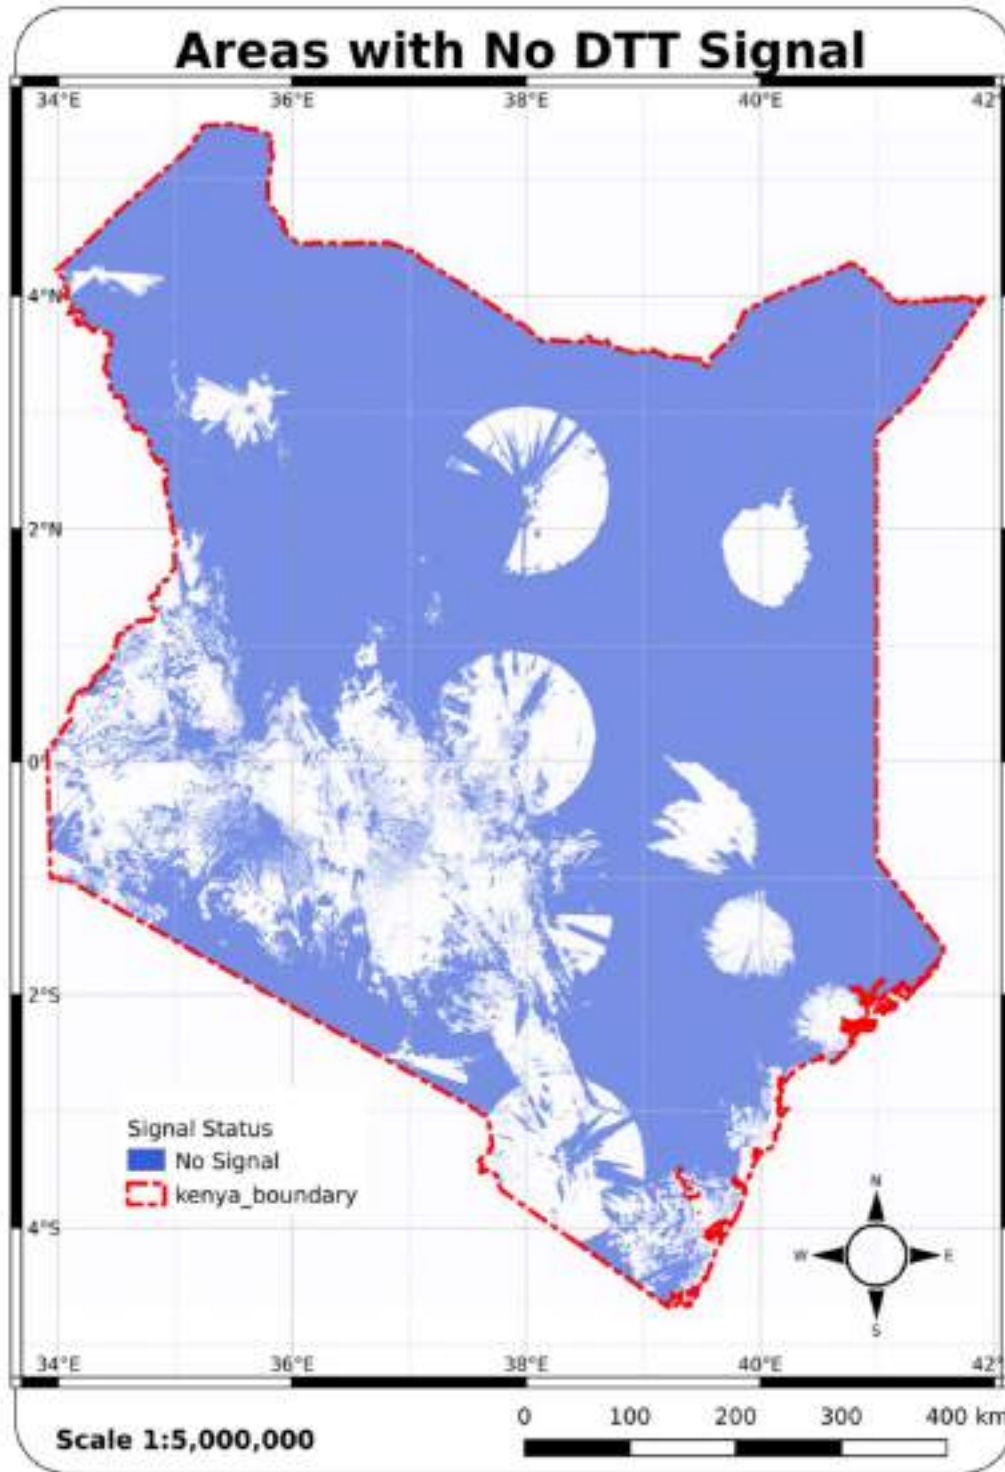 Areas with No DTT Signal
34°E 36°E 38°E 40°E 42°
4°N
2°N
0°
2°S
4°S
Signal Status
No Signal
kenya_boundary
N
W E
S
34°E 36°E 38°E 40°E 42°
0 100 200 300 400 km
Scale 1:5,000,000